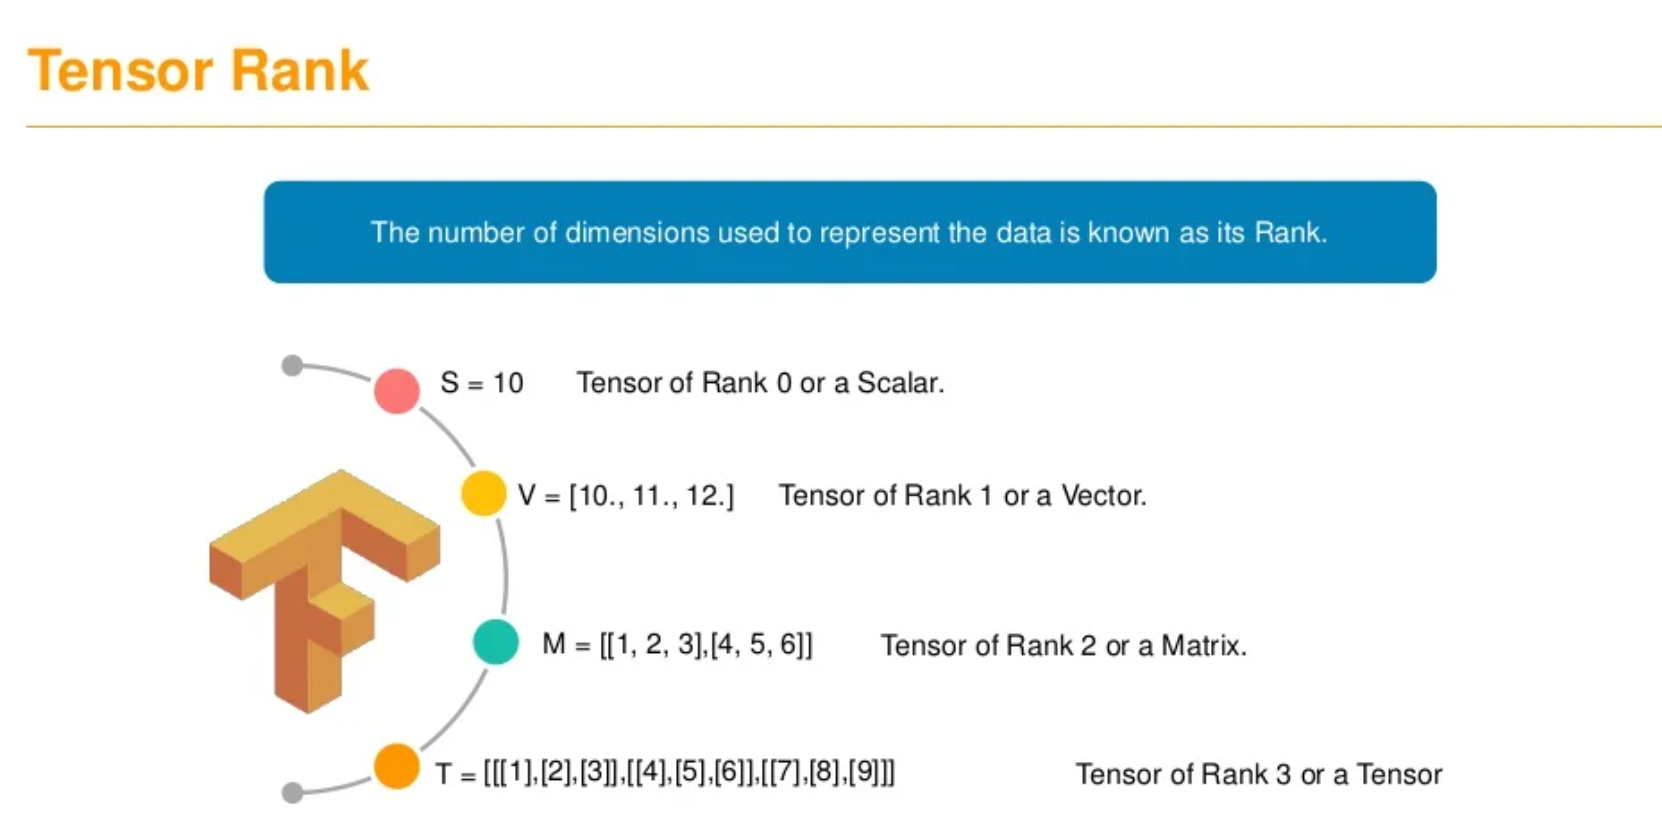 Tensor Rank
The number of dimensions used to represent the data is known as its Rank.
S = 10 Tensor of Rank 0 or a Scalar.
V = [10., 11., 12.] Tensor of Rank 1 or a Vector.
M = [[1, 2, 3],[4, 5, 6]] Tensor of Rank 2 or a Matrix.
T = [[[1],[2],[3]],[[4],[5],[6]],[[7],[8],[9]]] Tensor of Rank 3 or a Tensor